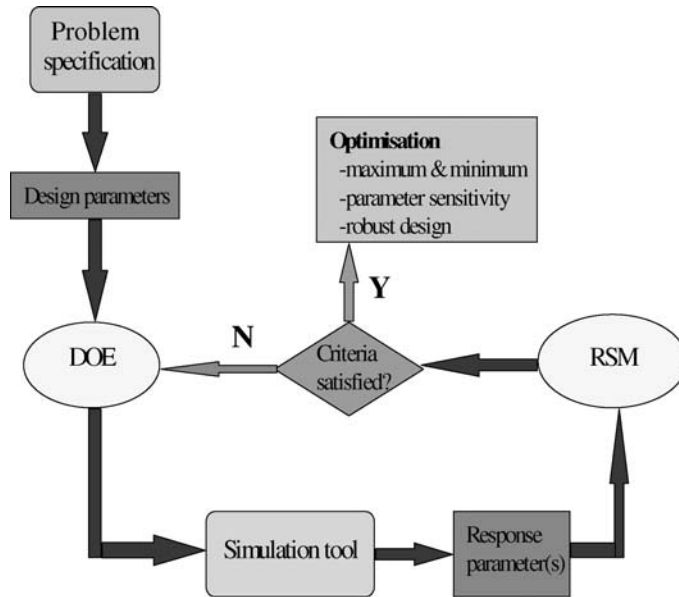 Problem
specification
Optimisation
-maximum & minimum
-parameter sensitivity
-robust design
Design parameters
Y
N
DOE
Criteria
satisfied?
RSM
Simulation tool
Response
parameter(s)